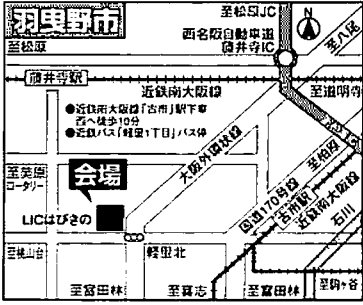 羽曳野市
至松原JC
西名阪自動車道
藤井寺IC
至八尾
至松原
N
藤井寺駅
近鉄南大阪線
至道明寺
●近鉄南大阪線「古市」駅下車
西へ徒歩10分
●近鉄バス「軽里1丁目」バス停
大阪外環状線
至柏原
至美原
ロータリー
会場
国道170号線
古市駅
近鉄南大阪線
石川
LICはびきの
至桃山台
軽里北
至富田林
至喜志
至富田林
至駒ヶ谷